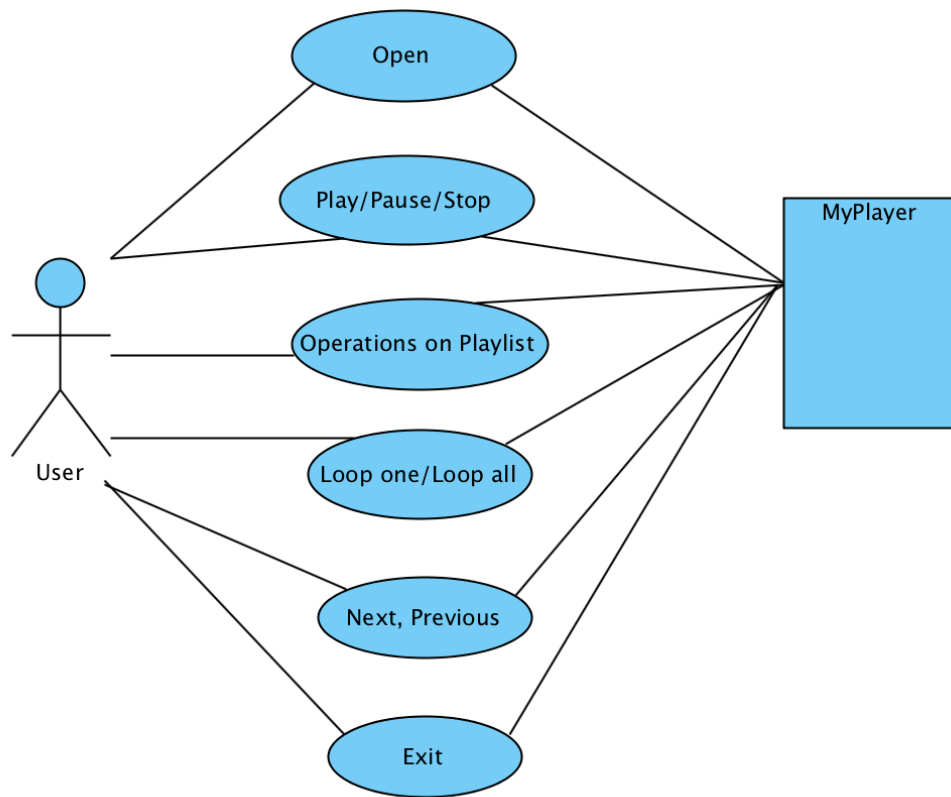 Open
Play/Pause/Stop
MyPlayer
Operations on Playlist
User
Loop one/Loop all
Next, Previous
Exit